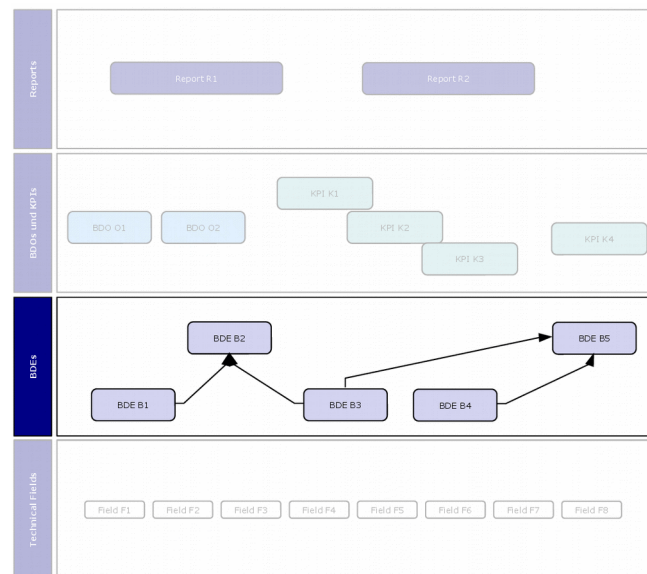 Reports
Report R1
Report R2
BDOs und KPIs
BDO O1
BDO O2
KPI K1
KPI K2
KPI K3
KPI K4
BDEs
BDE B2
BDE B5
BDE B1
BDE B3
BDE B4
Technical Fields
Field F1
Field F2
Field F3
Field F4
Field F5
Field F6
Field F7
Field F8